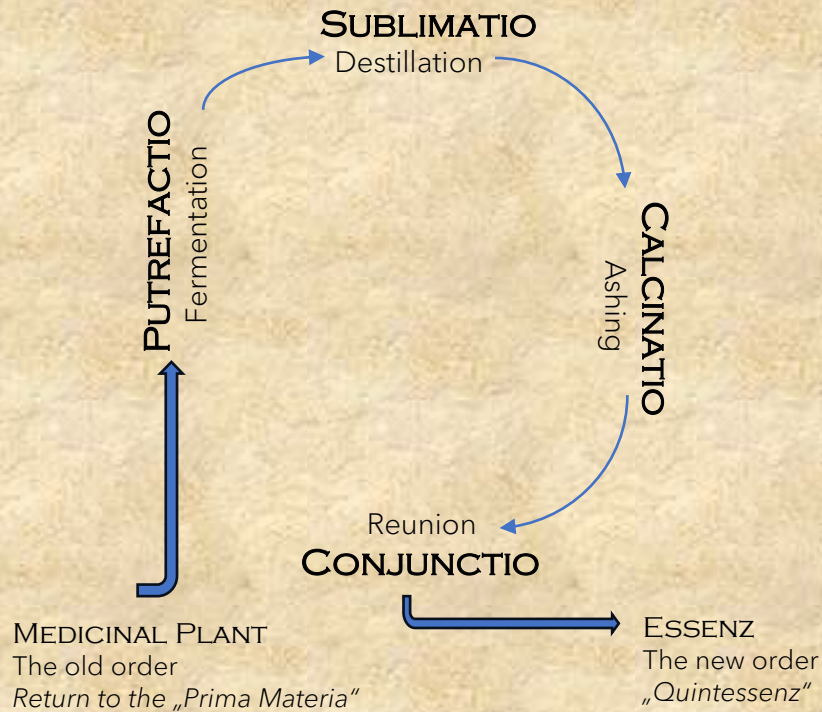 SUBLIMATIO
Destillation
PUTREFACTIO
Fermentation
CALCINATIO
Ashing
Reunion
CONJUNCTIO
MEDICINAL PLANT
The old order
Return to the „Prima Materia“
ESSENZ
The new order
„Quintessenz“